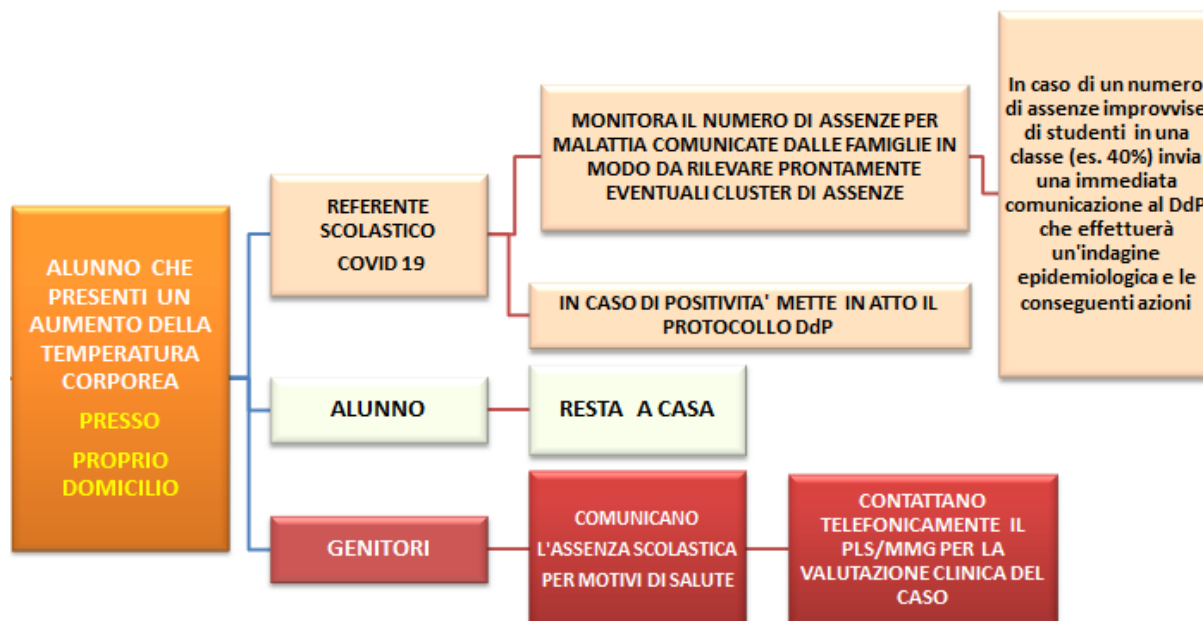 ALUNNO CHE
PRESENTI UN
AUMENTO DELLA
TEMPERATURA
CORPOREA
PRESSO
PROPRIO
DOMICILIO
REFERENTE
SCOLASTICO
COVID 19
MONITORA IL NUMERO DI ASSENZE PER
MALATTIA COMUNICATE DALLE FAMIGLIE IN
MODO DA RILEVARE PRONTAMENTE
EVENTUALI CLUSTER DI ASSENZE
In caso di un numero
di assenze improvvise
di studenti in una
classe (es. 40%) invia
una immediata
comunicazione al DdP
che effettuerà
un'indagine
epidemiologica e le
conseguenti azioni
IN CASO DI POSITIVITA' METTE IN ATTO IL
PROTOCOLLO DdP
ALUNNO
RESTA A CASA
GENITORI
COMUNICANO
L'ASSENZA SCOLASTICA
PER MOTIVI DI SALUTE
CONTATTANO
TELEFONICAMENTE IL
PLS/MMG PER LA
VALUTAZIONE CLINICA DEL
CASO